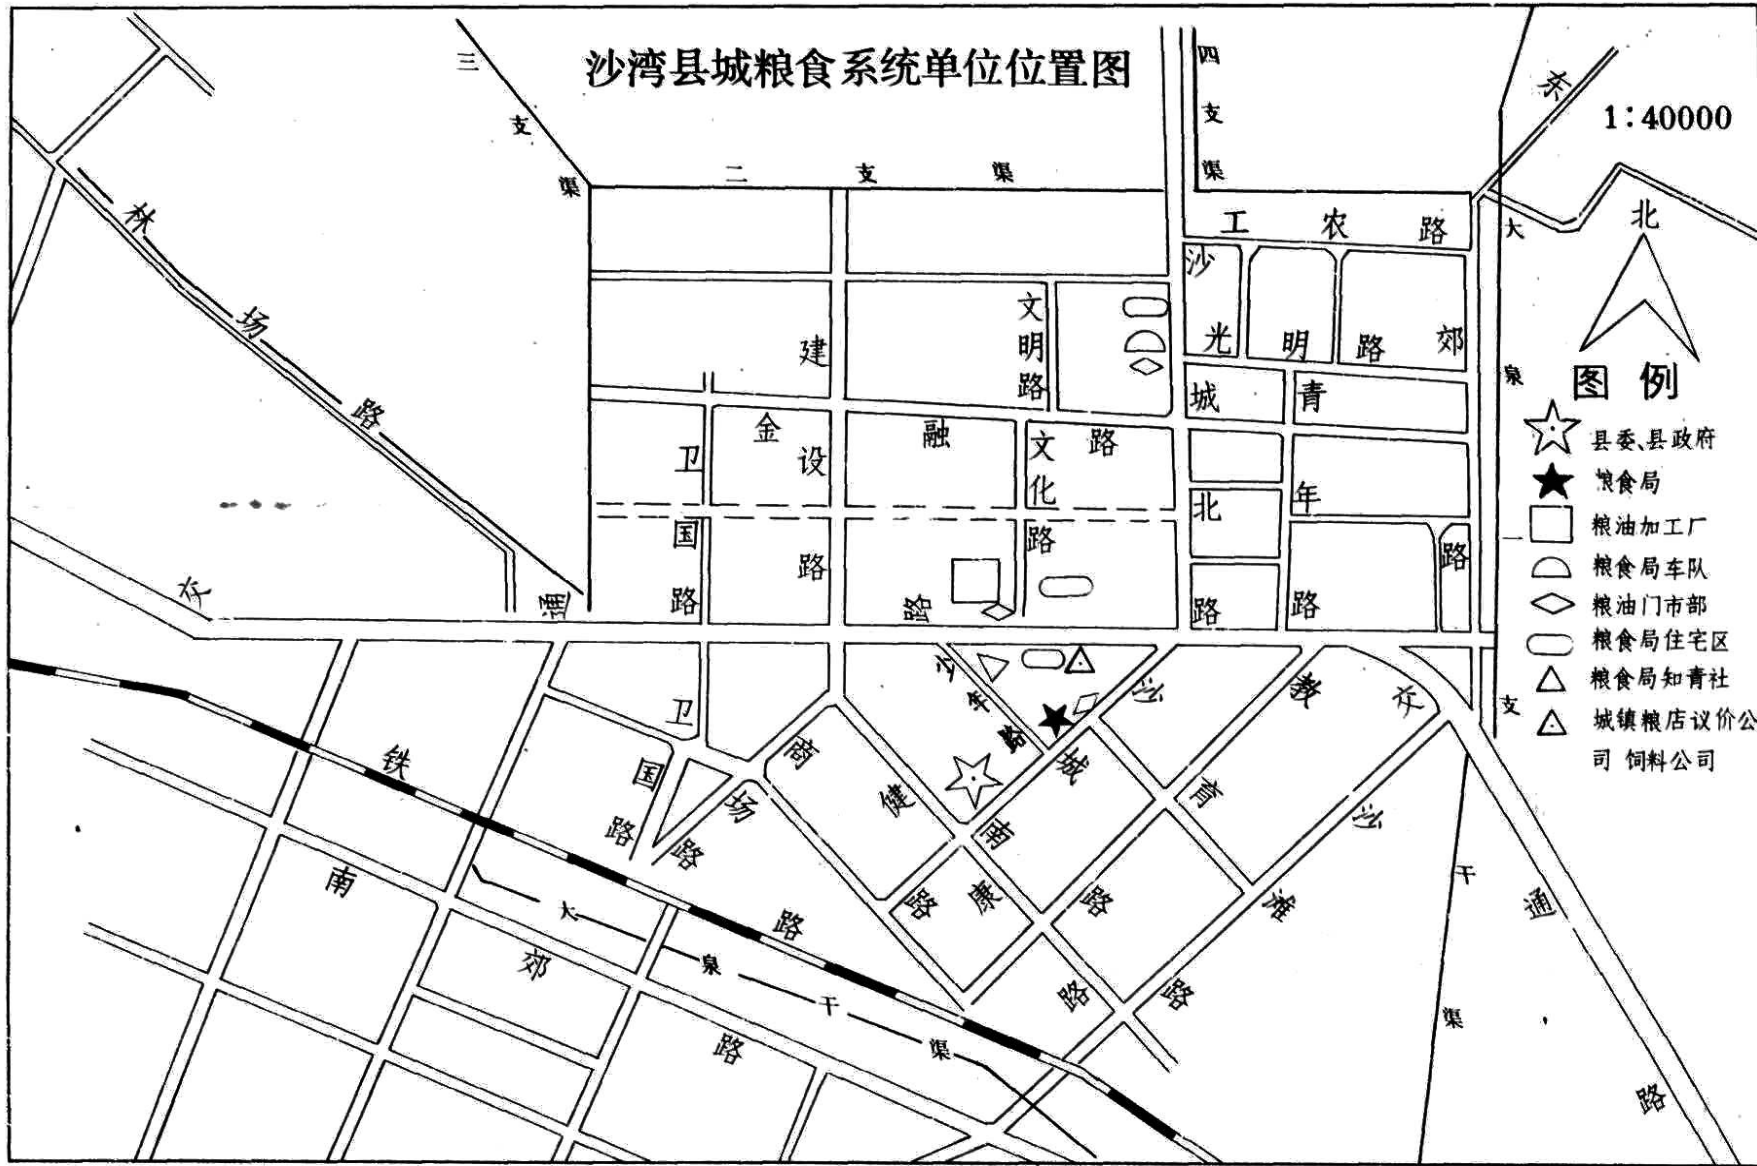 沙湾县城粮食系统单位位置图
1:40000
北
图例
县委、县政府
粮食局
粮油加工厂
粮食局车队
粮油门市部
粮食局住宅区
粮食局知青社
城镇粮店议价公
司 饲料公司
三支渠
二支渠
四支渠
大泉一支干渠
林场路
工农路
光明路
文明路
建设路
金融路
文化路
沙城北路
青年路
东郊路
卫国路
交通路
少年路
卫国路
商场路
健康路
沙城南路
教育路
沙滩路
交通路
铁路
大泉干渠
南郊路